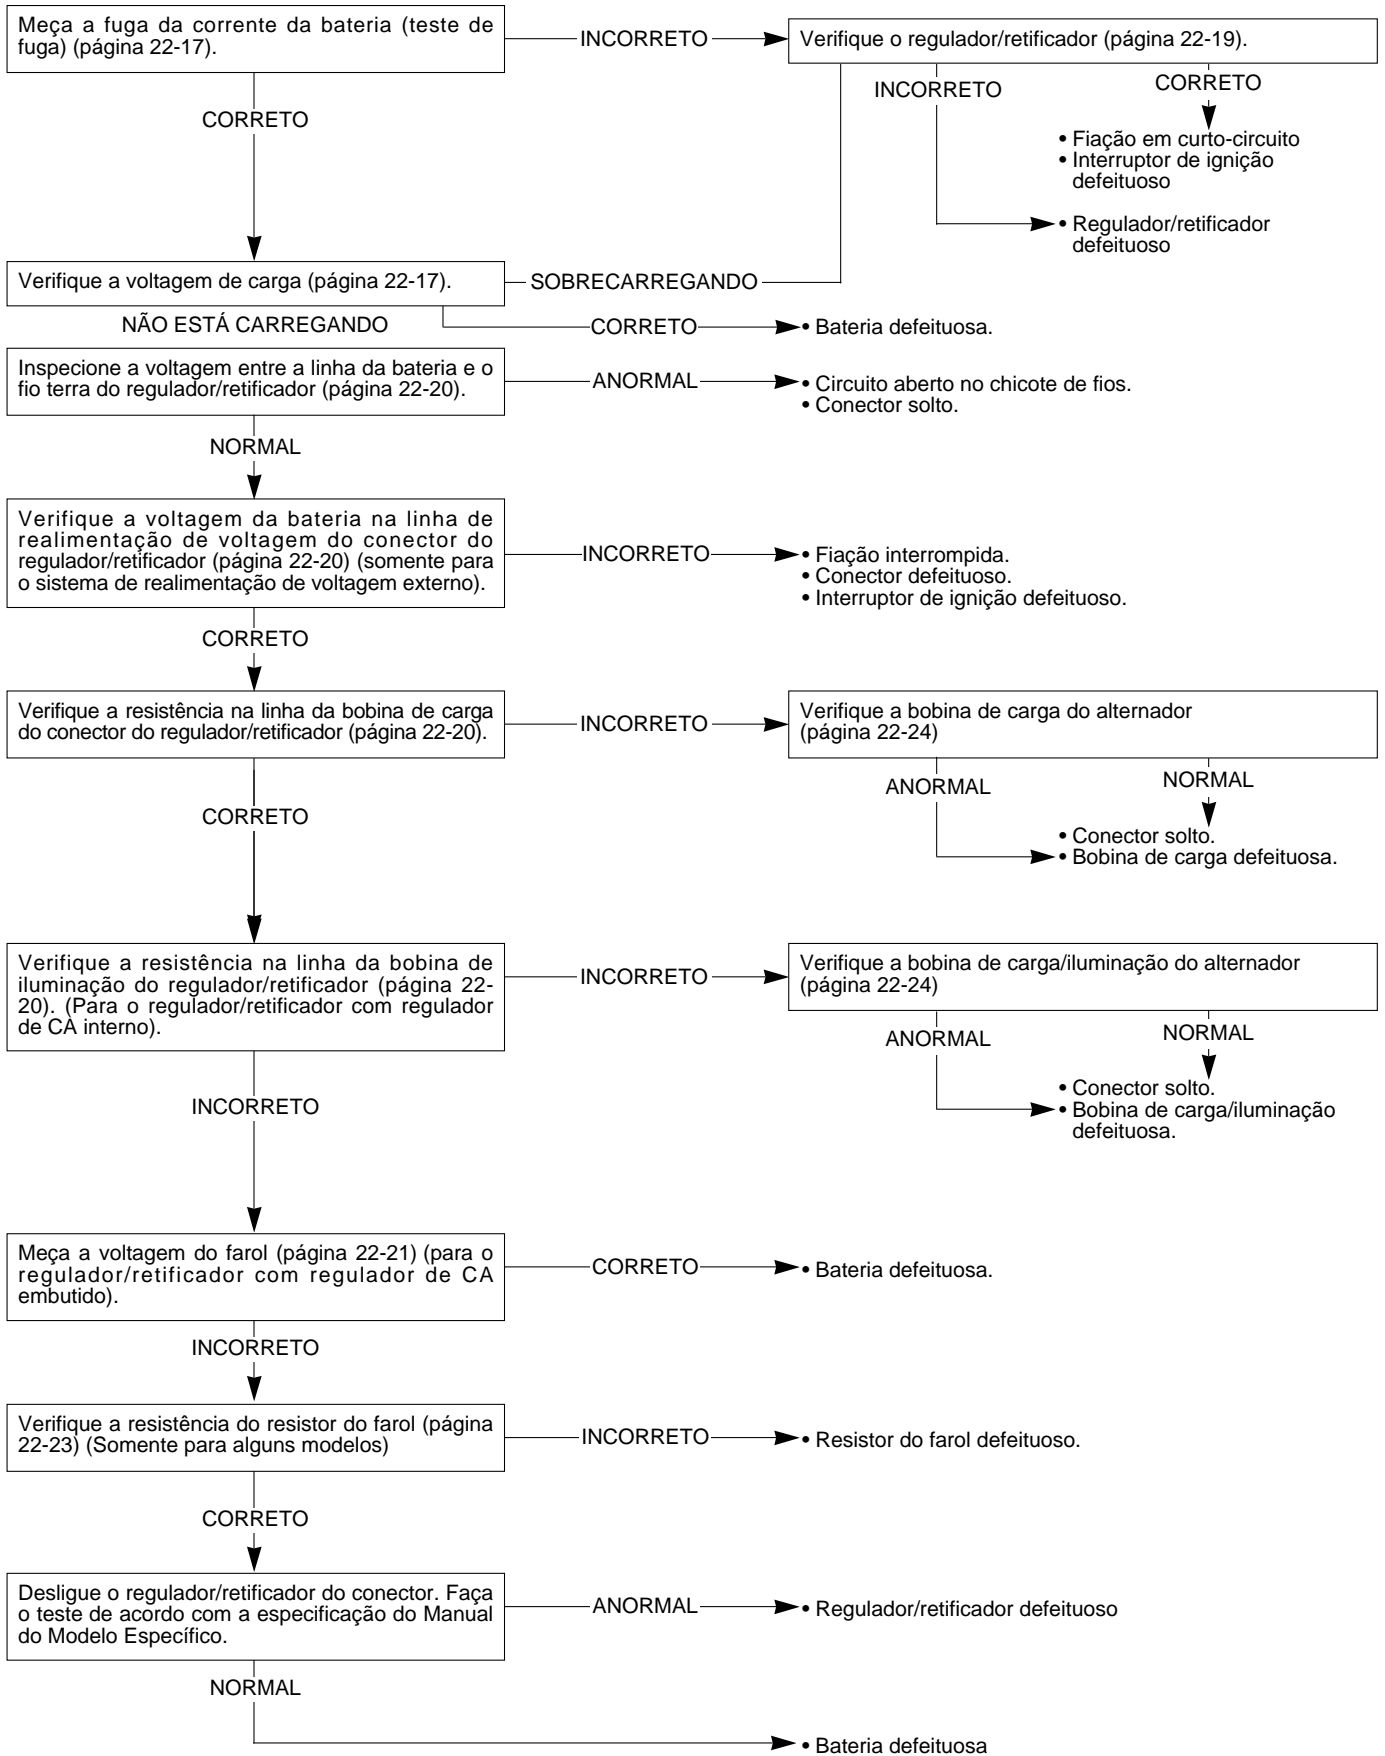 Meça a fuga da corrente da bateria (teste de
fuga) (página 22-17).
INCORRETO
Verifique o regulador/retificador (página 22-19).
CORRETO
INCORRETO
CORRETO
• Fiação em curto-circuito
• Interruptor de ignição
defeituoso
• Regulador/retificador
defeituoso
Verifique a voltagem de carga (página 22-17).
SOBRECARREGANDO
NÃO ESTÁ CARREGANDO
CORRETO
• Bateria defeituosa.
Inspecione a voltagem entre a linha da bateria e o
fio terra do regulador/retificador (página 22-20).
ANORMAL
• Circuito aberto no chicote de fios.
• Conector solto.
NORMAL
Verifique a voltagem da bateria na linha de
realimentação de voltagem do conector do
regulador/retificador (página 22-20) (somente para
o sistema de realimentação de voltagem externo).
INCORRETO
• Fiação interrompida.
• Conector defeituoso.
• Interruptor de ignição defeituoso.
CORRETO
Verifique a resistência na linha da bobina de carga
do conector do regulador/retificador (página 22-20).
INCORRETO
Verifique a bobina de carga do alternador
(página 22-24)
CORRETO
ANORMAL
NORMAL
• Conector solto.
• Bobina de carga defeituosa.
Verifique a resistência na linha da bobina de
iluminação do regulador/retificador (página 22-
20). (Para o regulador/retificador com regulador
de CA interno).
INCORRETO
Verifique a bobina de carga/iluminação do alternador
(página 22-24)
INCORRETO
ANORMAL
NORMAL
• Conector solto.
• Bobina de carga/iluminação
defeituosa.
Meça a voltagem do farol (página 22-21) (para o
regulador/retificador com regulador de CA
embutido).
CORRETO
• Bateria defeituosa.
INCORRETO
Verifique a resistência do resistor do farol (página
22-23) (Somente para alguns modelos)
INCORRETO
• Resistor do farol defeituoso.
CORRETO
Desligue o regulador/retificador do conector. Faça
o teste de acordo com a especificação do Manual
do Modelo Específico.
ANORMAL
• Regulador/retificador defeituoso
NORMAL
• Bateria defeituosa